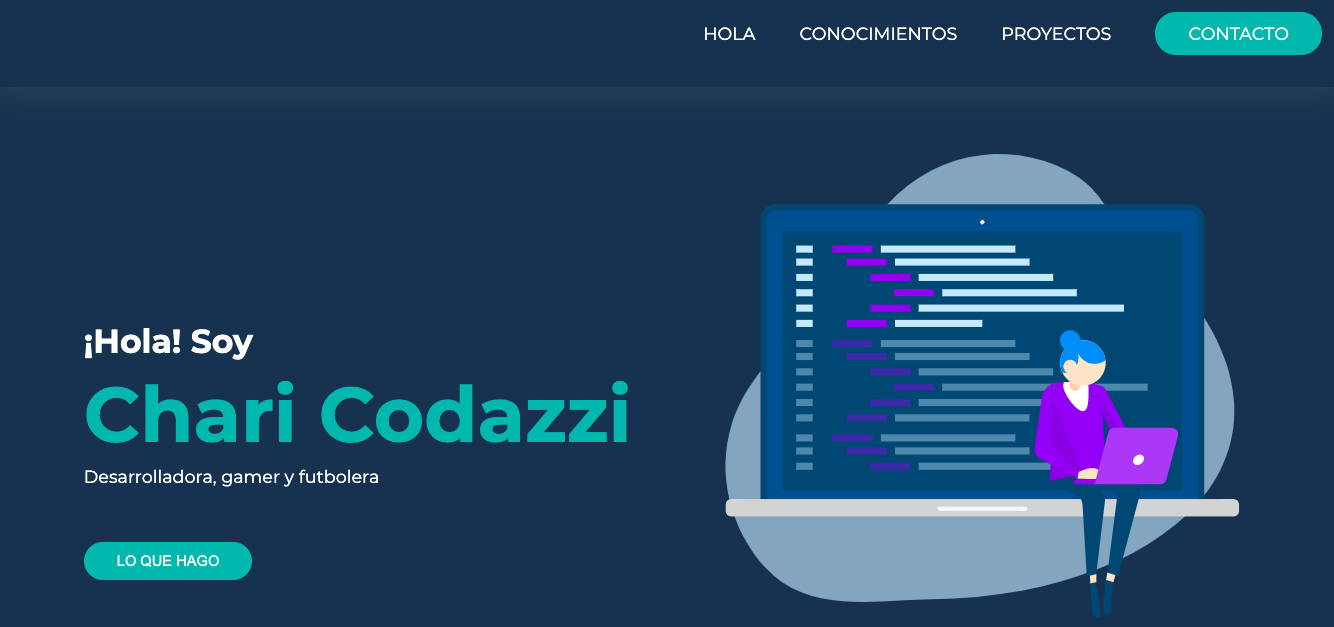 HOLA CONOCIMIENTOS PROYECTOS CONTACTO
¡Hola! Soy
Chari Codazzi
Desarrolladora, gamer y futbolera
LO QUE HAGO